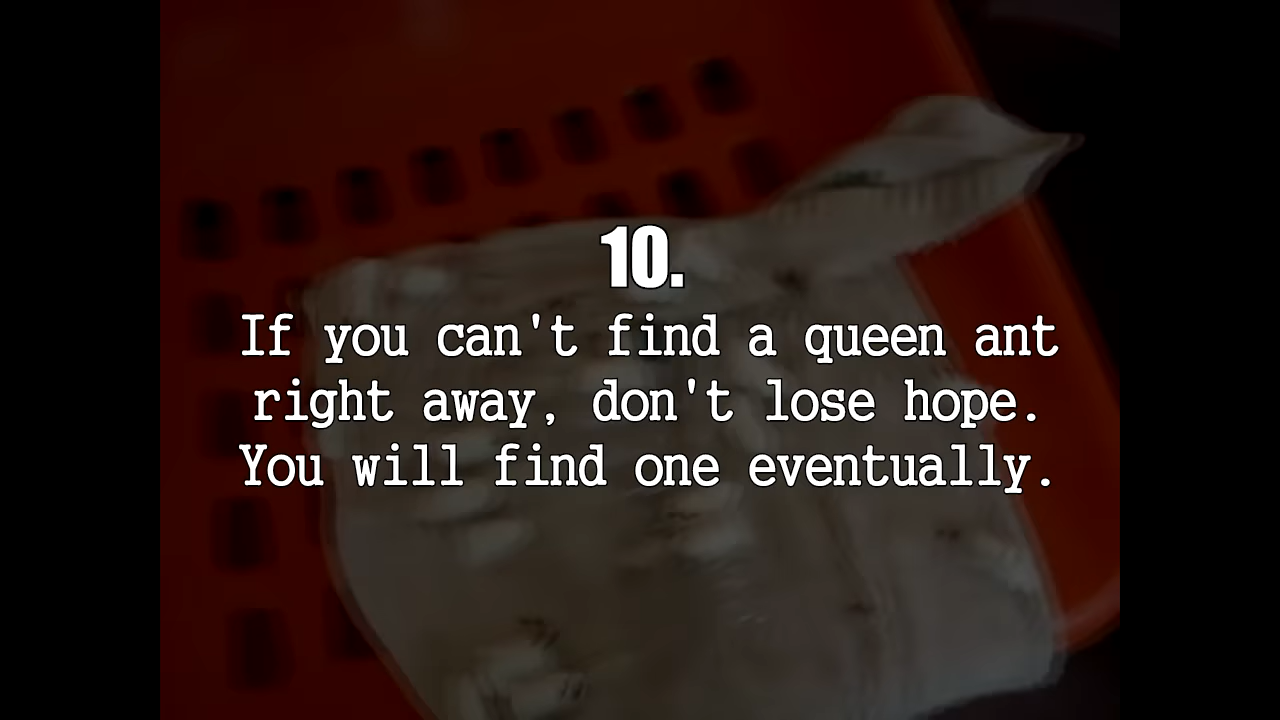 10.
If you can't find a queen ant
right away, don't lose hope.
You will find one eventually.